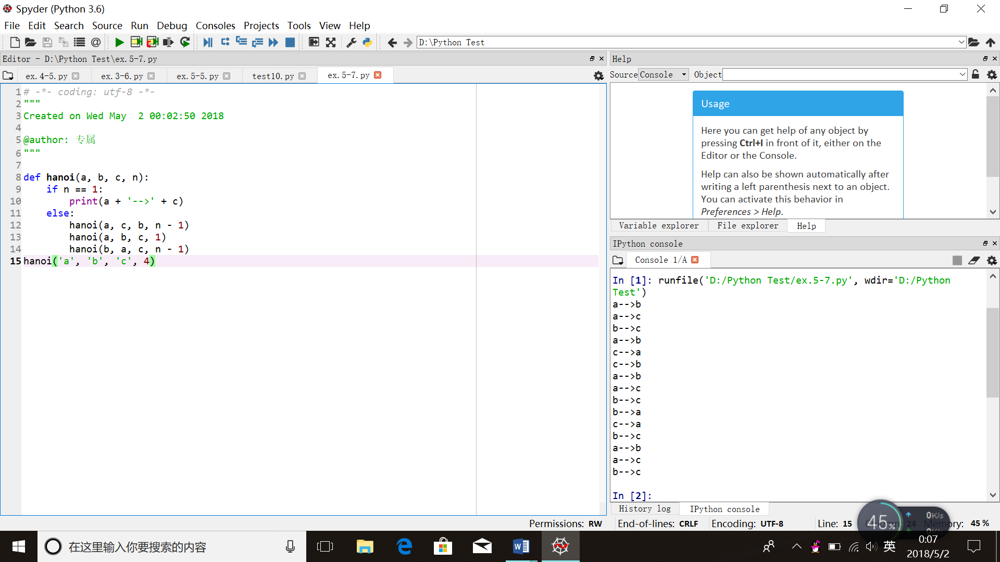 Spyder (Python 3.6)
File Edit Search Source Run Debug Consoles Projects Tools View Help
D:\Python Test
Editor - D:\Python Test\ex.5-7.py
ex.4-5.py ex.3-6.py ex.5-5.py test10.py ex.5-7.py
1 # -*- coding: utf-8 -*-
2 """
3 Created on Wed May  2 00:02:50 2018
4
5 @author: 专属
6 """
7
8 def hanoi(a, b, c, n):
9     if n == 1:
10         print(a + '-->' + c)
11     else:
12         hanoi(a, c, b, n - 1)
13         hanoi(a, b, c, 1)
14         hanoi(b, a, c, n - 1)
15 hanoi('a', 'b', 'c', 4)
Help
Source Console Object
Usage
Here you can get help of any object by
pressing Ctrl+I in front of it, either on the
Editor or the Console.
Help can also be shown automatically after
writing a left parenthesis next to an object.
You can activate this behavior in
Preferences > Help.
Variable explorer File explorer Help
IPython console
Console 1/A
In [1]: runfile('D:/Python Test/ex.5-7.py', wdir='D:/Python
Test')
a-->b
a-->c
b-->c
a-->b
c-->a
c-->b
a-->b
a-->c
b-->c
b-->a
c-->a
b-->c
a-->b
a-->c
b-->c
In [2]:
History log IPython console
Permissions: RW End-of-lines: CRLF Encoding: UTF-8 Line: 15 24 Memory: 45 %
45% 0K/s
在这里输入你要搜索的内容
英
0:07
2018/5/2